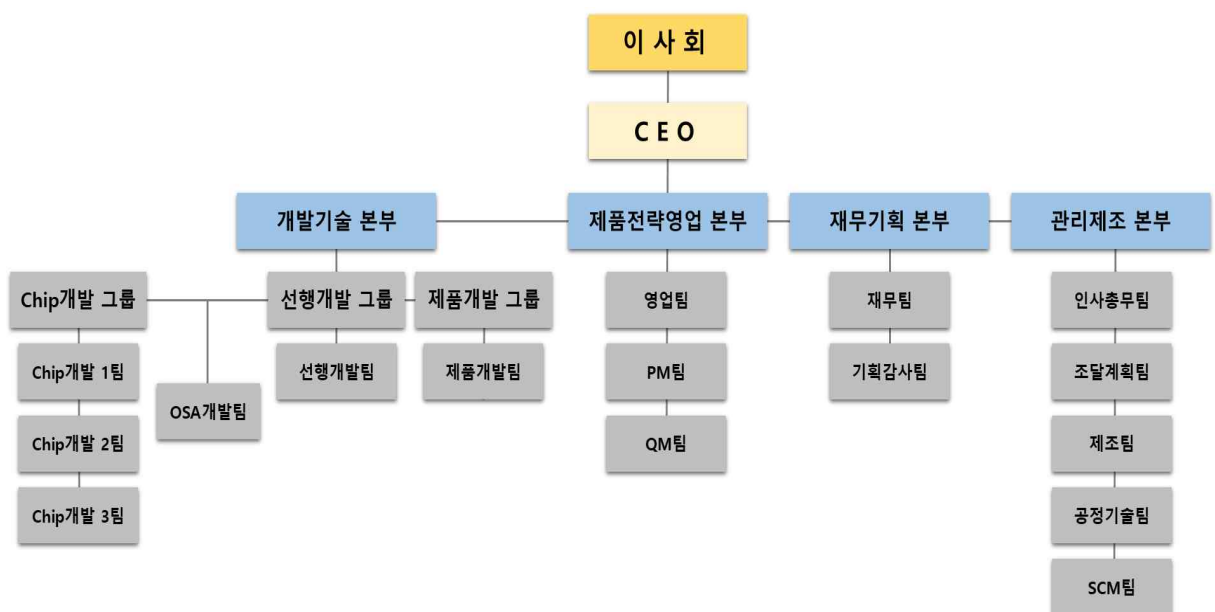 이 사 회
C E O
개발기술 본부
제품전략영업 본부
재무기획 본부
관리제조 본부
Chip개발 그룹
선행개발 그룹
제품개발 그룹
영업팀
재무팀
인사총무팀
Chip개발 1팀
선행개발팀
제품개발팀
PM팀
기획감사팀
조달계획팀
OSA개발팀
Chip개발 2팀
QM팀
제조팀
Chip개발 3팀
공정기술팀
SCM팀